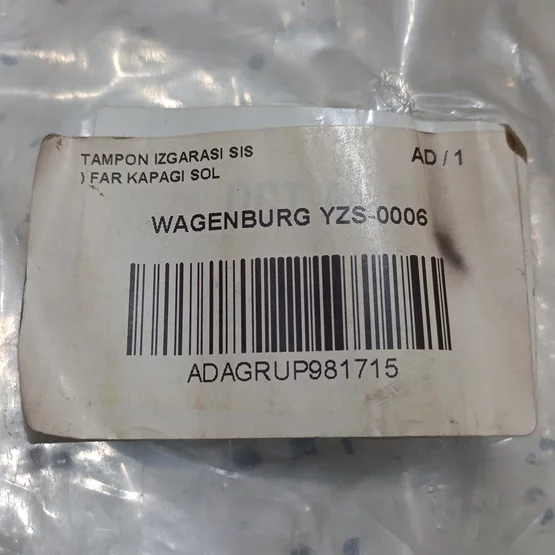 TAMPON IZGARASI SIS
) FAR KAPAGI SOL
AD / 1
WAGENBURG YZS-0006
ADAGRUP981715